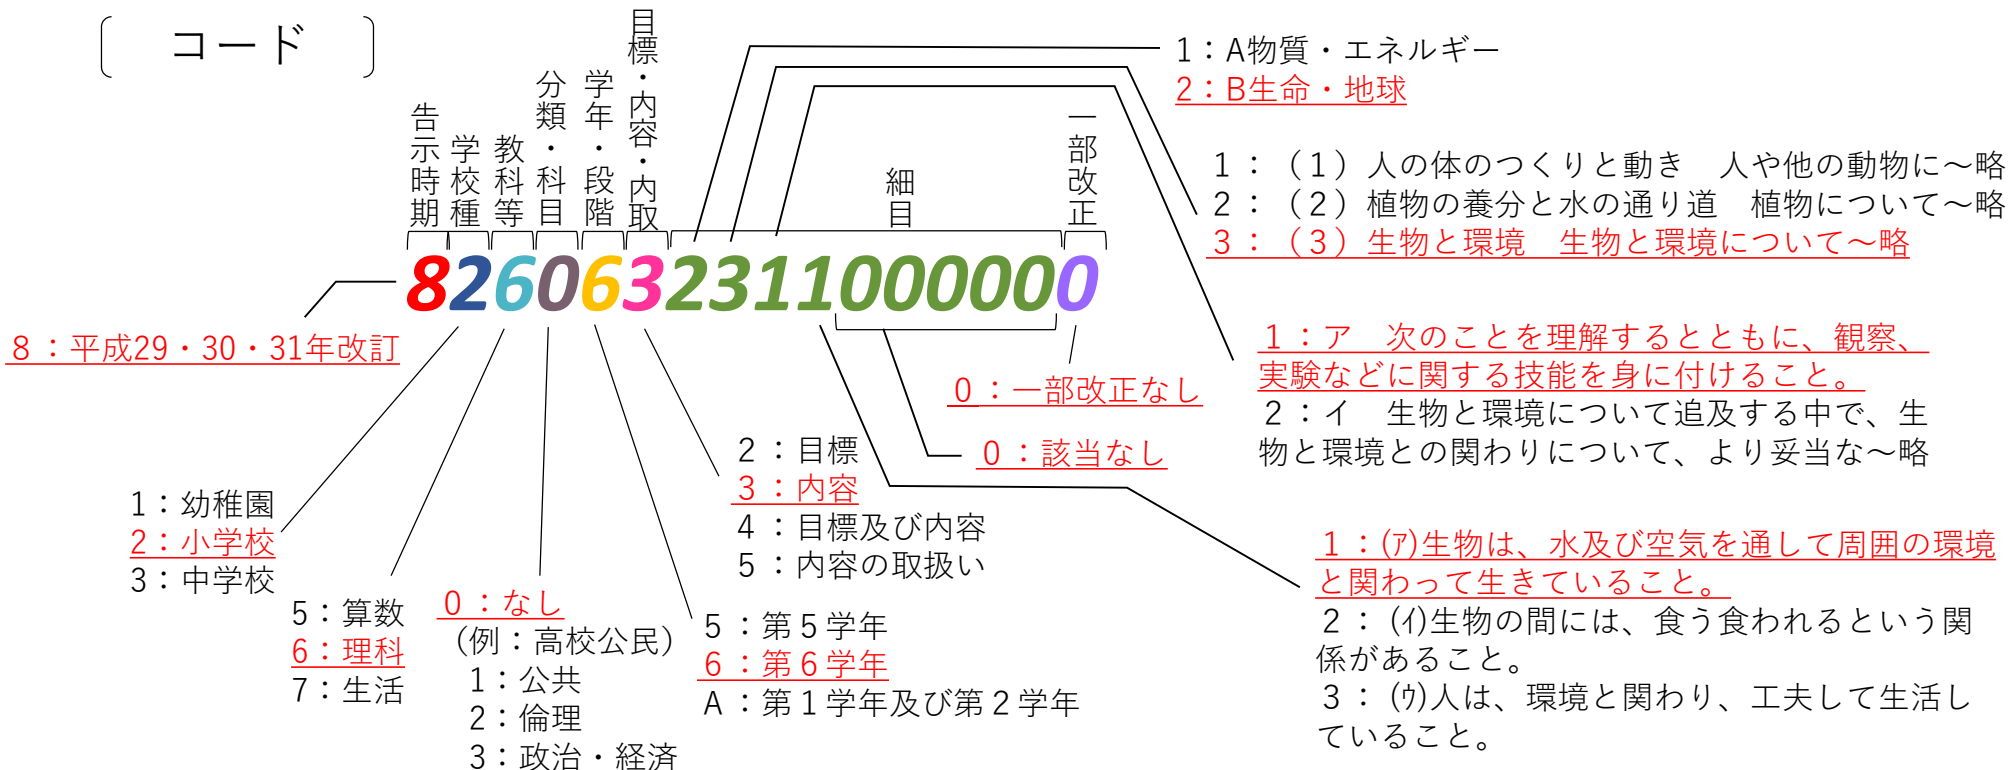 〔 コード 〕
告示時期
学校種
教科等
分類・科目
学年・段階
目標・内容・内取
細目
一部改正
8260632311000000
8：平成29・30・31年改訂
1：幼稚園
2：小学校
3：中学校
5：算数
6：理科
7：生活
0：なし
（例：高校公民）
1：公共
2：倫理
3：政治・経済
5：第５学年
6：第６学年
A：第１学年及び第２学年
2：目標
3：内容
4：目標及び内容
5：内容の取扱い
1：A物質・エネルギー
2：B生命・地球
1：（１）人の体のつくりと動き　人や他の動物に～略
2：（２）植物の養分と水の通り道　植物について～略
3：（３）生物と環境　生物と環境について～略
1：ア　次のことを理解するとともに、観察、
実験などに関する技能を身に付けること。
2：イ　生物と環境について追及する中で、生
物と環境との関わりについて、より妥当な～略
1：(ｱ)生物は、水及び空気を通して周囲の環境
と関わって生きていること。
2：(ｲ)生物の間には、食う食われるという関
係があること。
3：(ｳ)人は、環境と関わり、工夫して生活し
ていること。
0：該当なし
0：一部改正なし